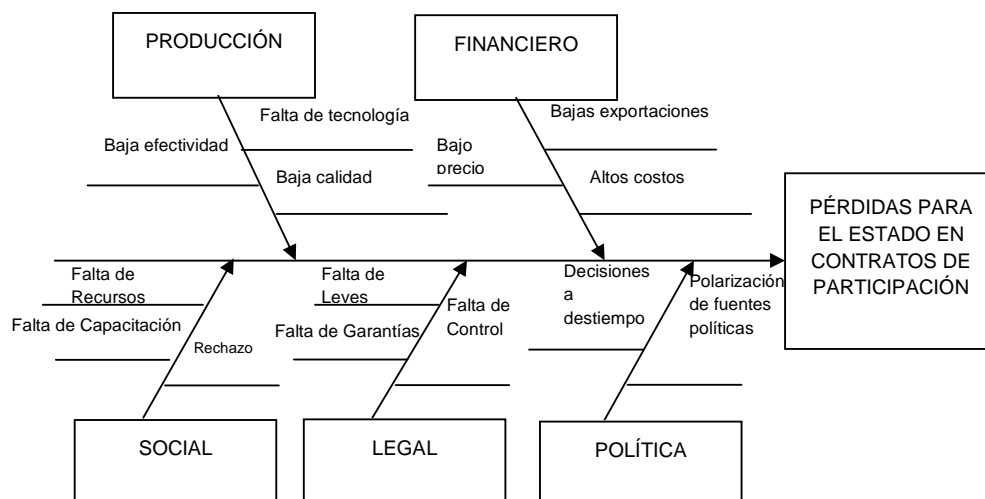 PRODUCCIÓN
FINANCIERO
Falta de tecnología
Baja efectividad
Baja calidad
Bajas exportaciones
Bajo
precio
Altos costos
PÉRDIDAS PARA
EL ESTADO EN
CONTRATOS DE
PARTICIPACIÓN
Falta de
Recursos
Falta de Capacitación
Rechazo
Falta de
Leyes
Falta de Garantías
Falta de
Control
Decisiones
a
destiempo
Polarización
de fuentes
políticas
SOCIAL
LEGAL
POLÍTICA